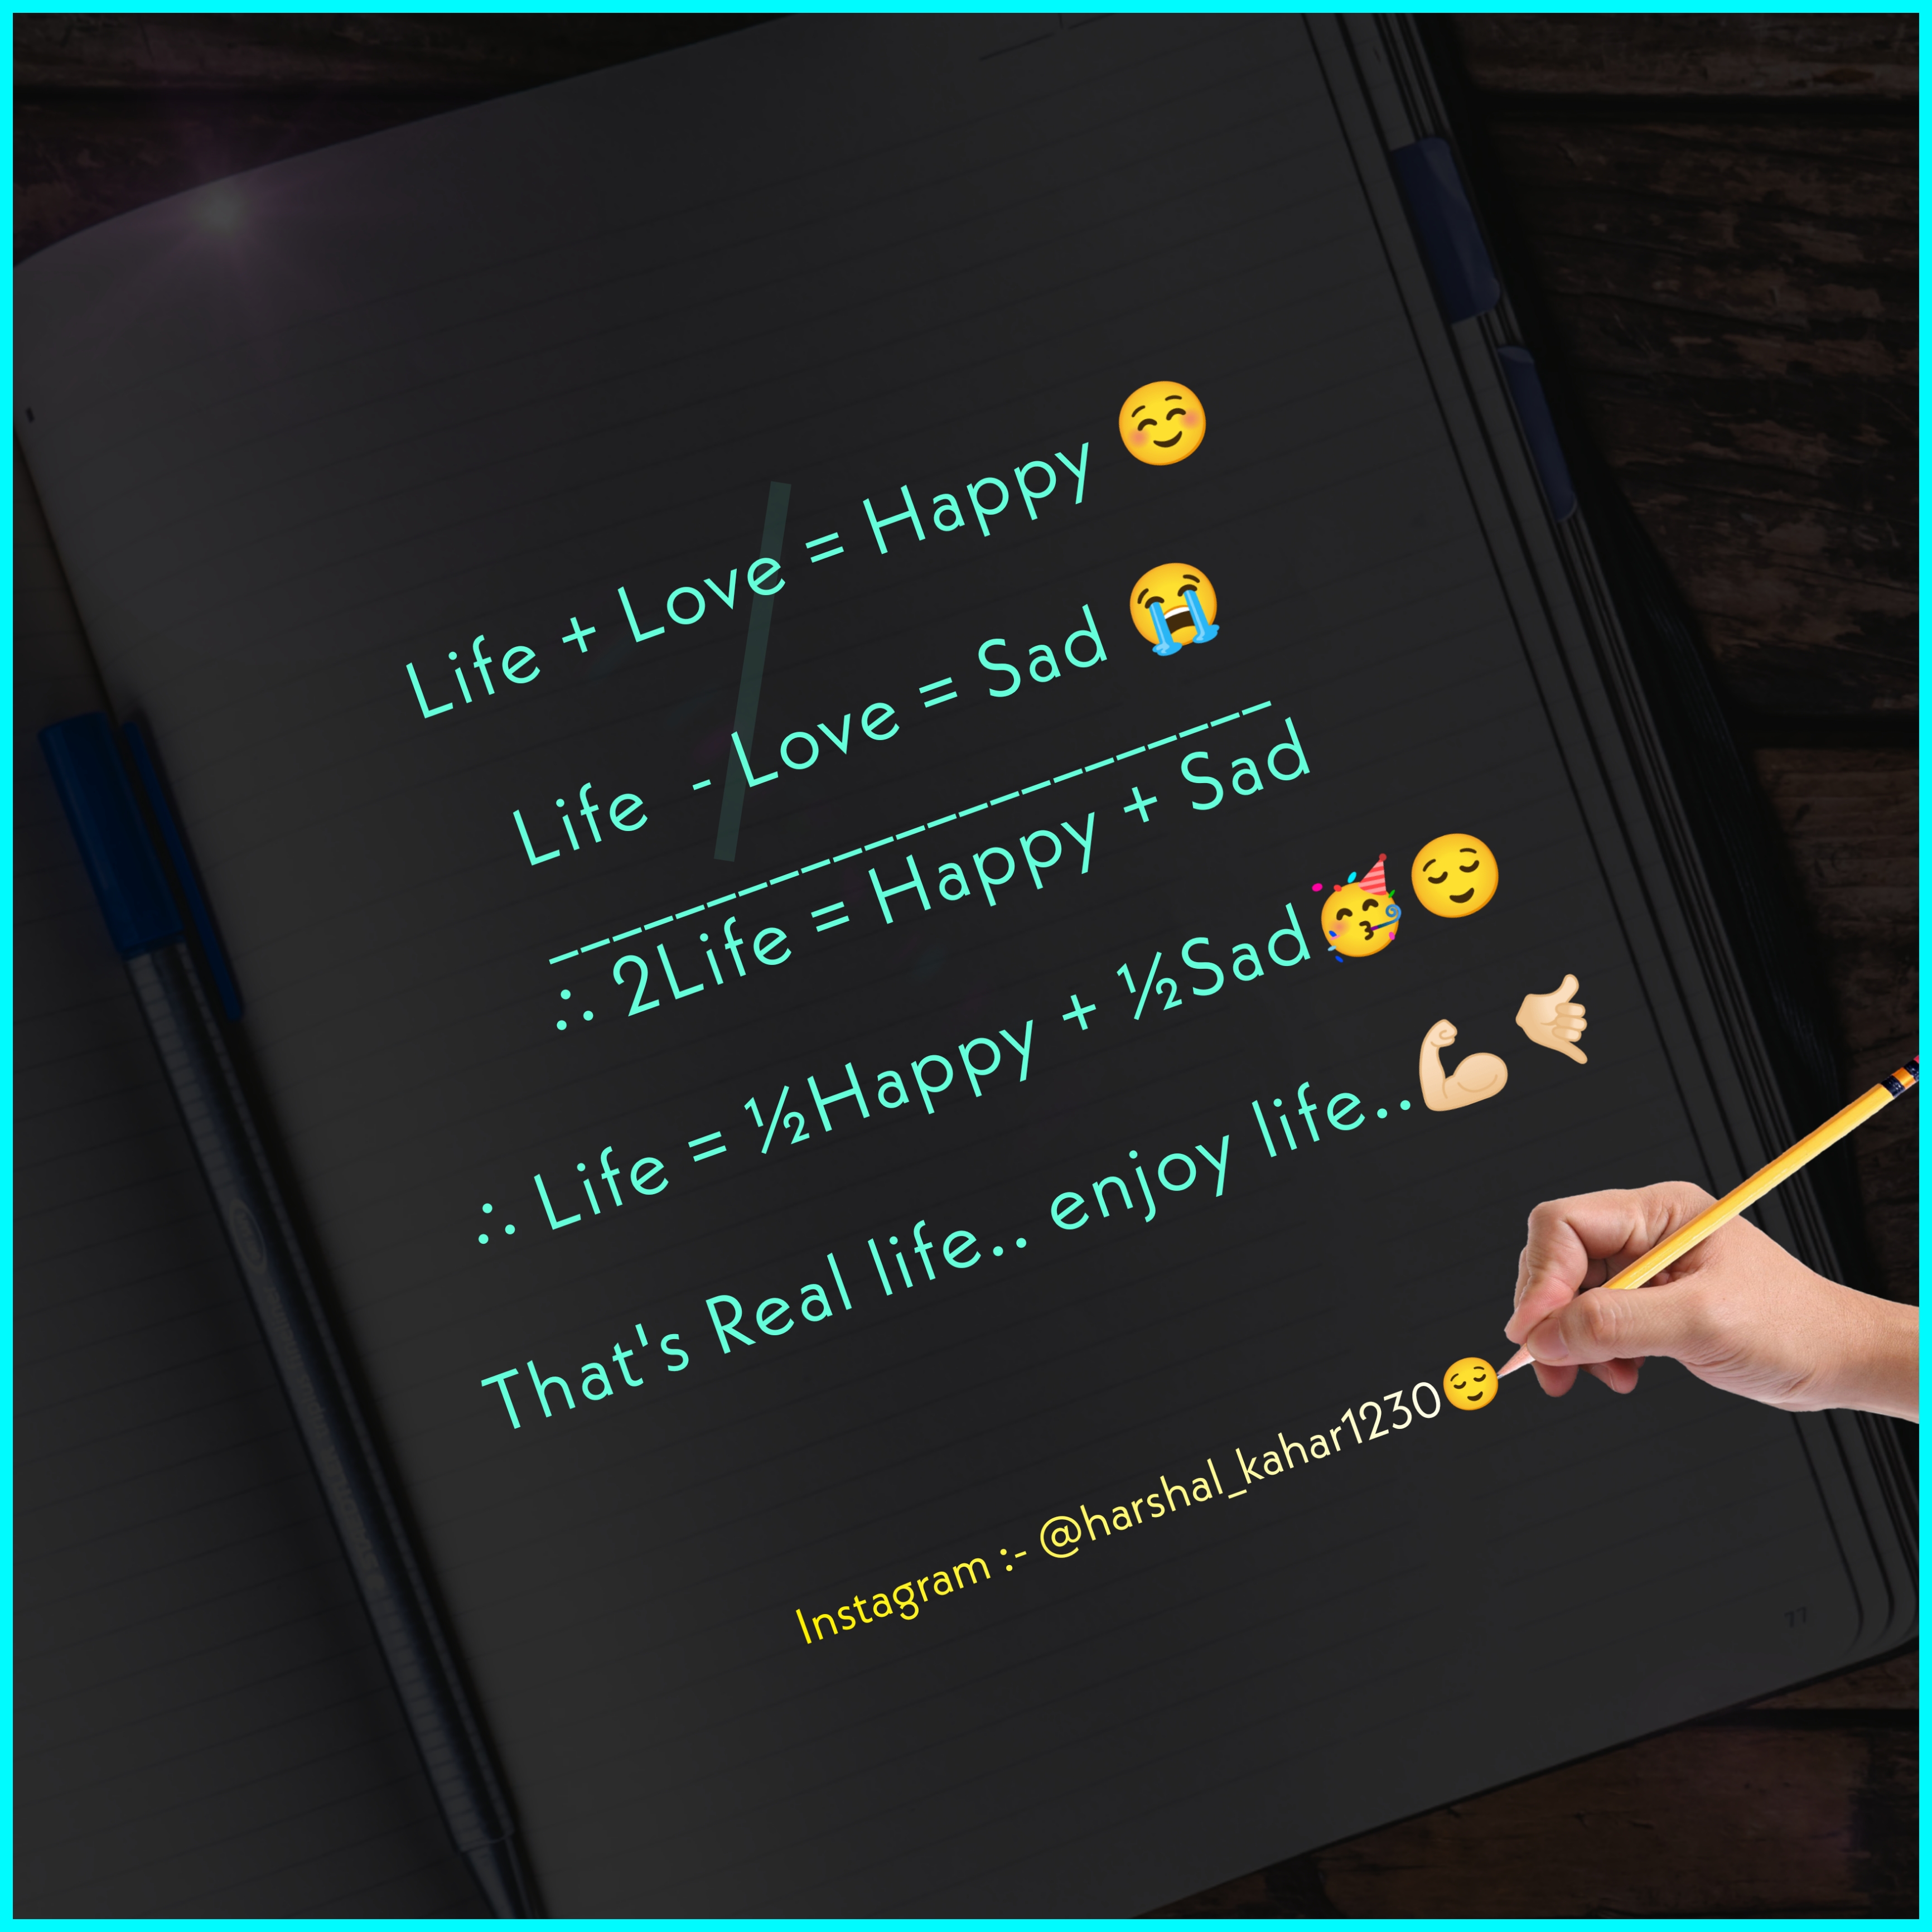 Life + Love = Happy ☺️
Life - Love = Sad 😭
-----------------------
∴ 2Life = Happy + Sad
∴ Life = ½Happy + ½Sad🥳😌
That's Real life.. enjoy life..💪🏻🤙🏻
Instagram :- @harshal_kahar1230😌
77